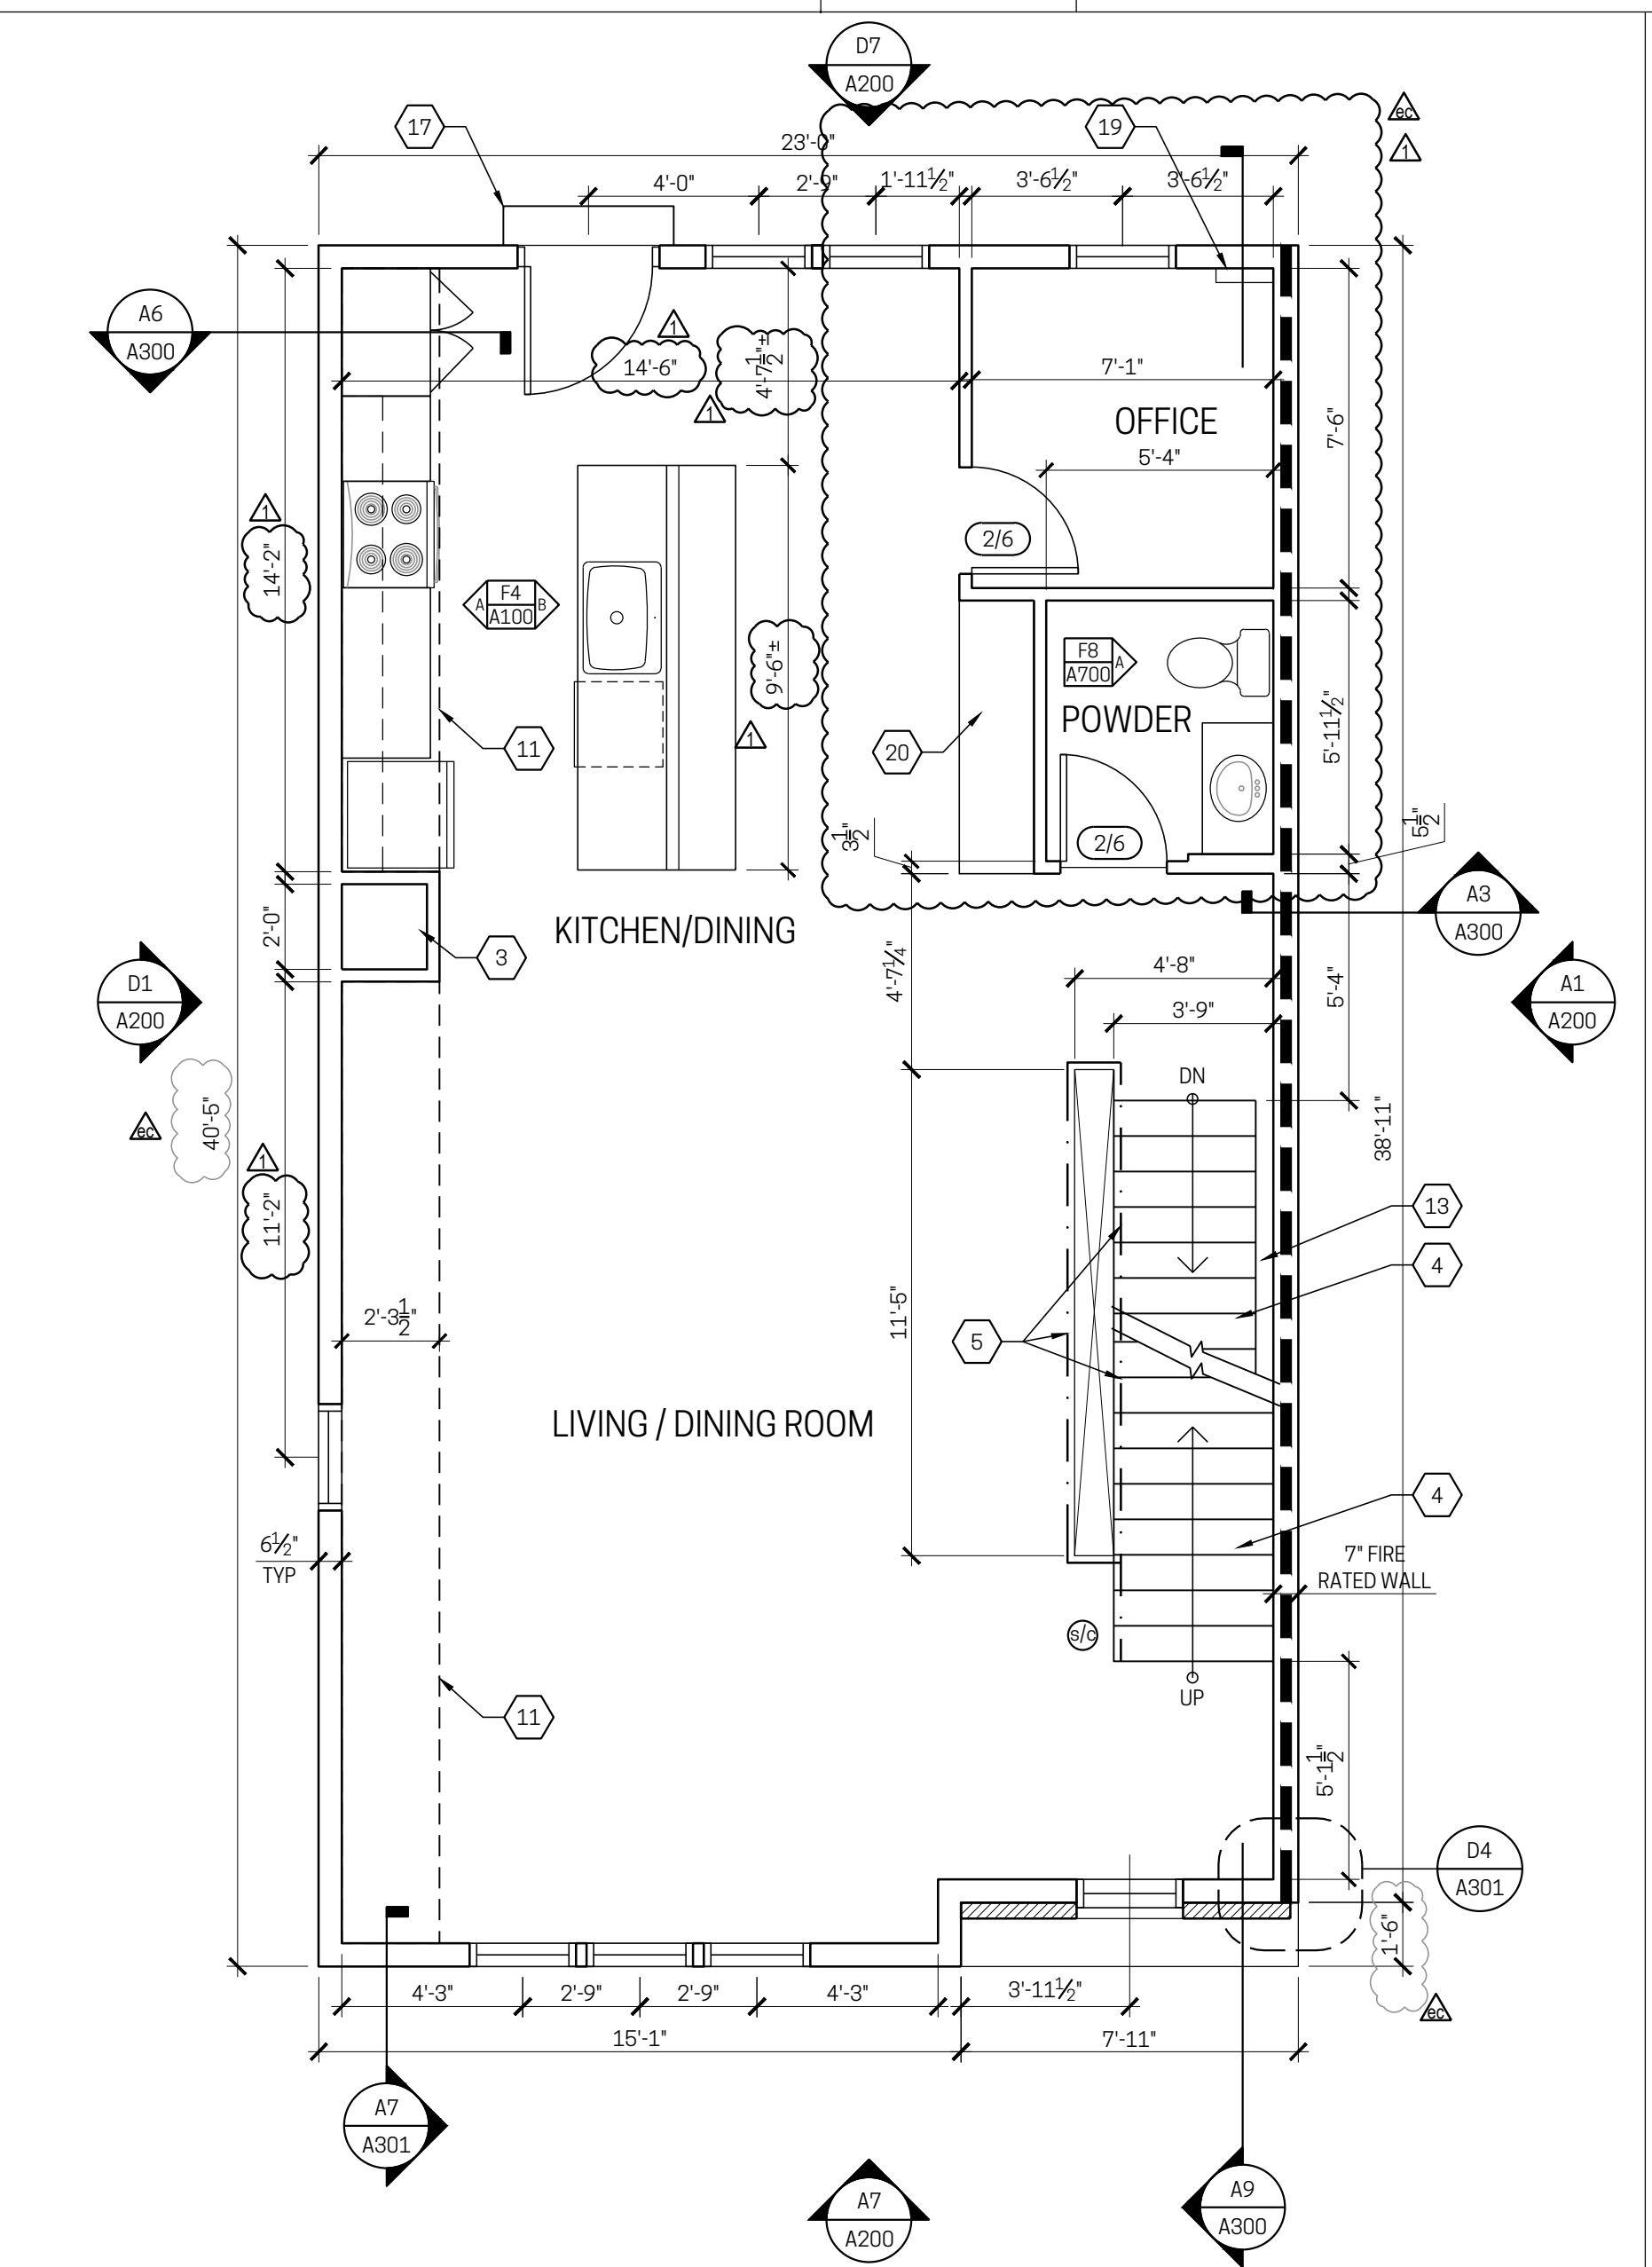 D7
A200
17
19
ec
1
23'-0"
4'-0"
2'-9"
1'-11½"
3'-6½"
3'-6½"
A6
A300
1
14'-6"
4'-7½"±
1
7'-1"
OFFICE
5'-4"
7'-6"
1
14'-2"
2/6
A
F4
A100
B
9'-6"±
F8
A700
A
POWDER
5'-11½"
11
1
20
2/6
3½"
5½"
2'-0"
KITCHEN/DINING
3
A3
A300
4'-7¼"
4'-8"
5'-4"
D1
A200
A1
A200
3'-9"
DN
40'-5"
ec
38'-11"
1
11'-2"
13
4
2'-3½"
11'-5"
5
LIVING / DINING ROOM
4
6½"
TYP
7" FIRE
RATED WALL
s/c
UP
11
5'-1½"
D4
A301
1'-6"
ec
4'-3"
2'-9"
2'-9"
4'-3"
3'-11½"
15'-1"
7'-11"
A7
A301
A7
A200
A9
A300